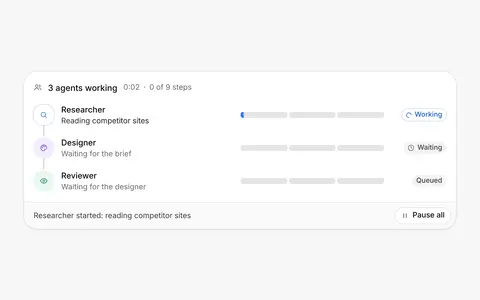 3 agents working 0:02 · 0 of 9 steps
Researcher
Reading competitor sites
Working
Designer
Waiting for the brief
Waiting
Reviewer
Waiting for the designer
Queued
Researcher started: reading competitor sites
Pause all